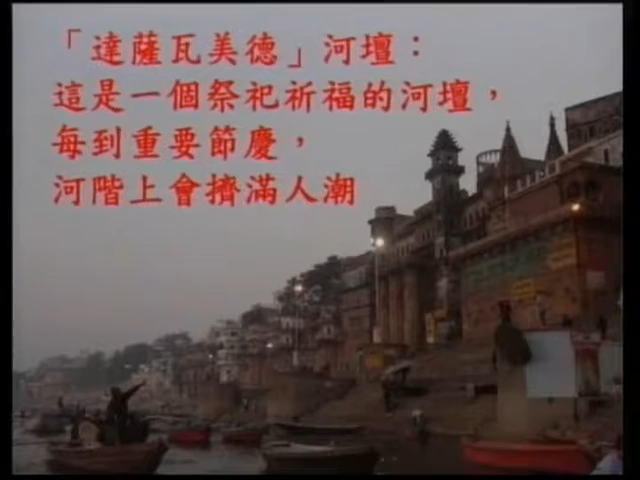 「達薩瓦美德」河壇：
這是一個祭祀祈福的河壇，
每到重要節慶，
河階上會擠滿人潮